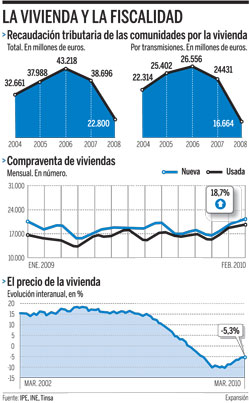 LA VIVIENDA Y LA FISCALIDAD
Recaudación tributaria de las comunidades por la vivienda
Total. En millones de euros.
Por transmisiones. En millones de euros.
32.661
37.988
43.218
38.696
22.800
2004 2005 2006 2007 2008
22.314
25.402
26.556
24431
16.664
2004 2005 2006 2007 2008
Compraventa de viviendas
Mensual. En número.
Nueva
Usada
31.000
24.000
17.000
10.000
18,7%
ENE. 2009
FEB. 2010
El precio de la vivienda
Evolución interanual, en %
20
15
10
5
0
-5
-10
-15
-5,3%
MAR. 2002
MAR. 2010
Fuente: IPE, INE, Tinsa
Expansión